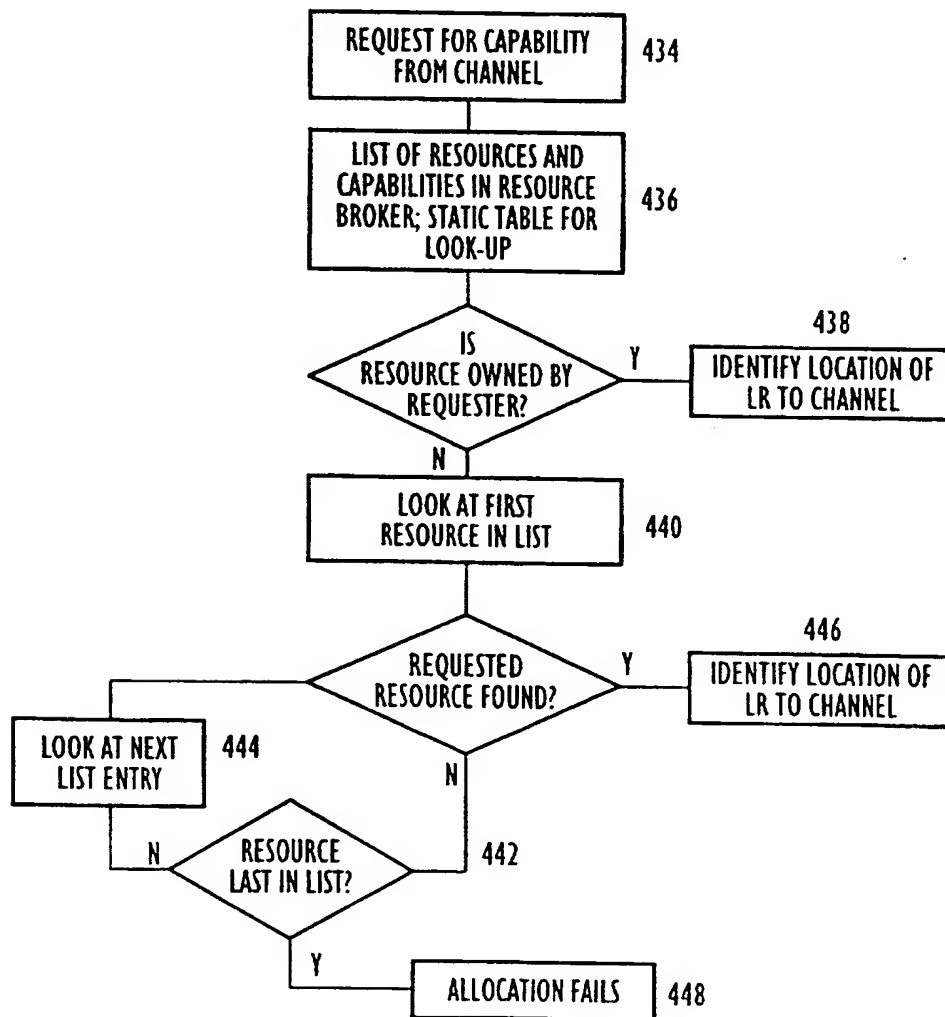 REQUEST FOR CAPABILITY
FROM CHANNEL
434
LIST OF RESOURCES AND
CAPABILITIES IN RESOURCE
BROKER; STATIC TABLE FOR
LOOK-UP
436
IS
RESOURCE OWNED BY
REQUESTER?
Y
438
IDENTIFY LOCATION OF
LR TO CHANNEL
N
LOOK AT FIRST
RESOURCE IN LIST
440
REQUESTED
RESOURCE FOUND?
Y
446
IDENTIFY LOCATION OF
LR TO CHANNEL
LOOK AT NEXT
LIST ENTRY
444
N
N
RESOURCE
LAST IN LIST?
442
Y
ALLOCATION FAILS
448